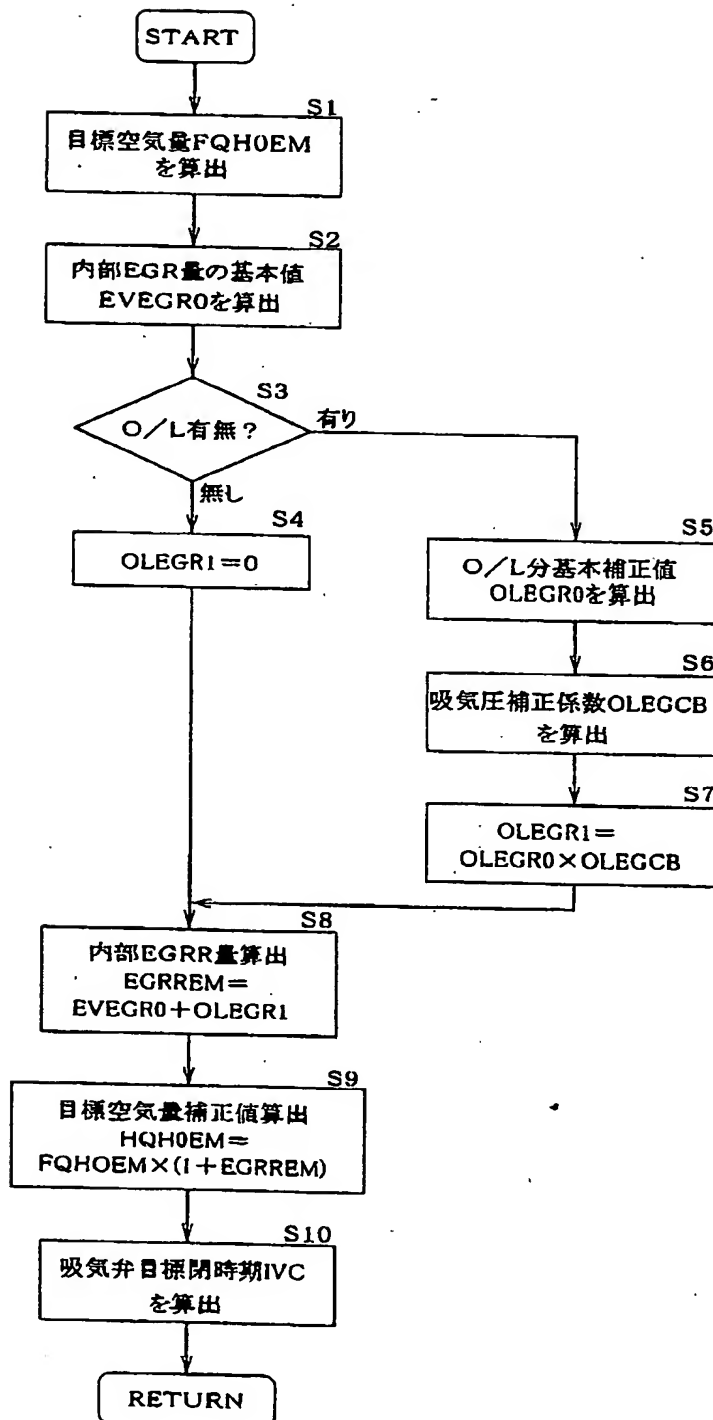 START
S1
目標空気量FQH0EM
を算出
S2
内部EGR量の基本値
EVEGR0を算出
S3
O／L有無？
有り
無し
S4
OLEGR1＝0
S5
O／L分基本補正値
OLEGR0を算出
S6
吸気圧補正係数OLEGCB
を算出
S7
OLEGR1＝
OLEGR0×OLEGCB
S8
内部EGRR量算出
EGRREM＝
EVEGR0＋OLEGR1
S9
目標空気量補正値算出
HQH0EM＝
FQHOEM×(1＋EGRREM)
S10
吸気弁目標閉時期IVC
を算出
RETURN